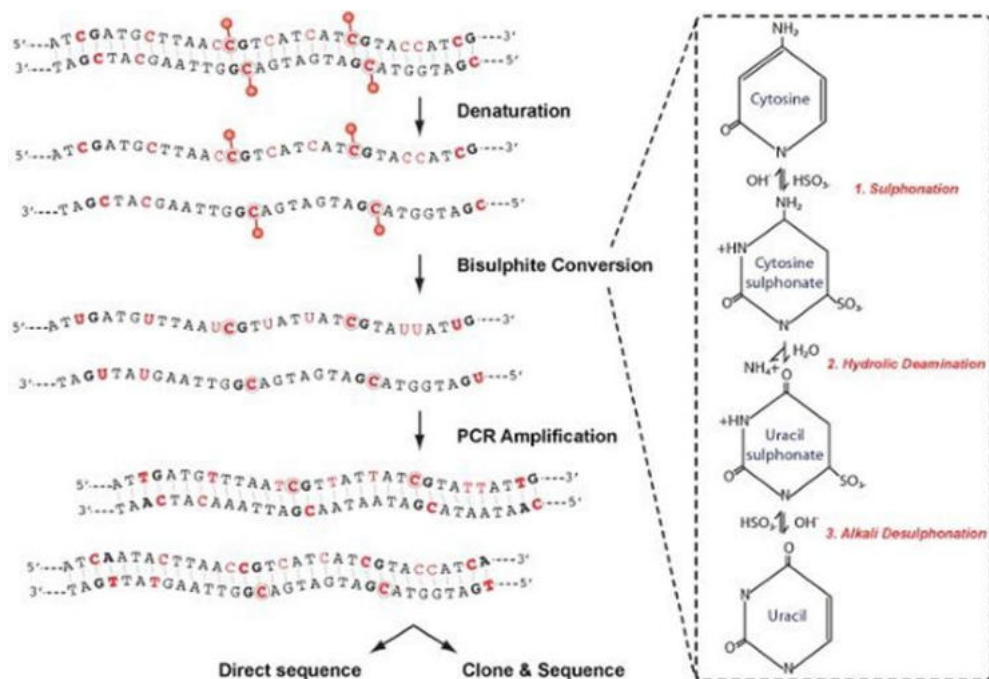 5'----ATCGATGCTTAACCGTCATCATCGTACCATCG----3'
3'----TAGCTACGAATTGGCAGTAGTAGCATGGTAGC----5'
Denaturation
5'----ATCGATGCTTAACCGTCATCATCGTACCATCG----3'
3'----TAGCTACGAATTGGCAGTAGTAGCATGGTAGC----5'
Bisulphite Conversion
5'----ATUGATGUTTAAUCGTUATUATCGTAUUATUG----3'
3'----TAGUTAUGAATTGGCAGTAGTAGCATGGTAGU----5'
PCR Amplification
5'----ATTGATGTTTAATCGTTATTATCGTATTATTG----3'
3'----TAACTACAAATTAGCAATAATAGCATAATAAC----5'
5'----ATCAATACTTAACCGTCATCATCGTACCATCA----3'
3'----TAGTTATGAATTGGCAGTAGTAGCATGGTAGT----5'
Direct sequence Clone & Sequence
NH₂
Cytosine
O N
OH⁻ HSO₃⁻ 1. Sulphonation
NH₂
+HN
Cytosine
sulphonate
O SO₃⁻
N
H₂O
NH₄+ 2. Hydrolic Deamination
O
+HN
Uracil
sulphonate
O SO₃⁻
N
HSO₃⁻ OH⁻ 3. Alkali Desulphonation
O
N
Uracil
O
N